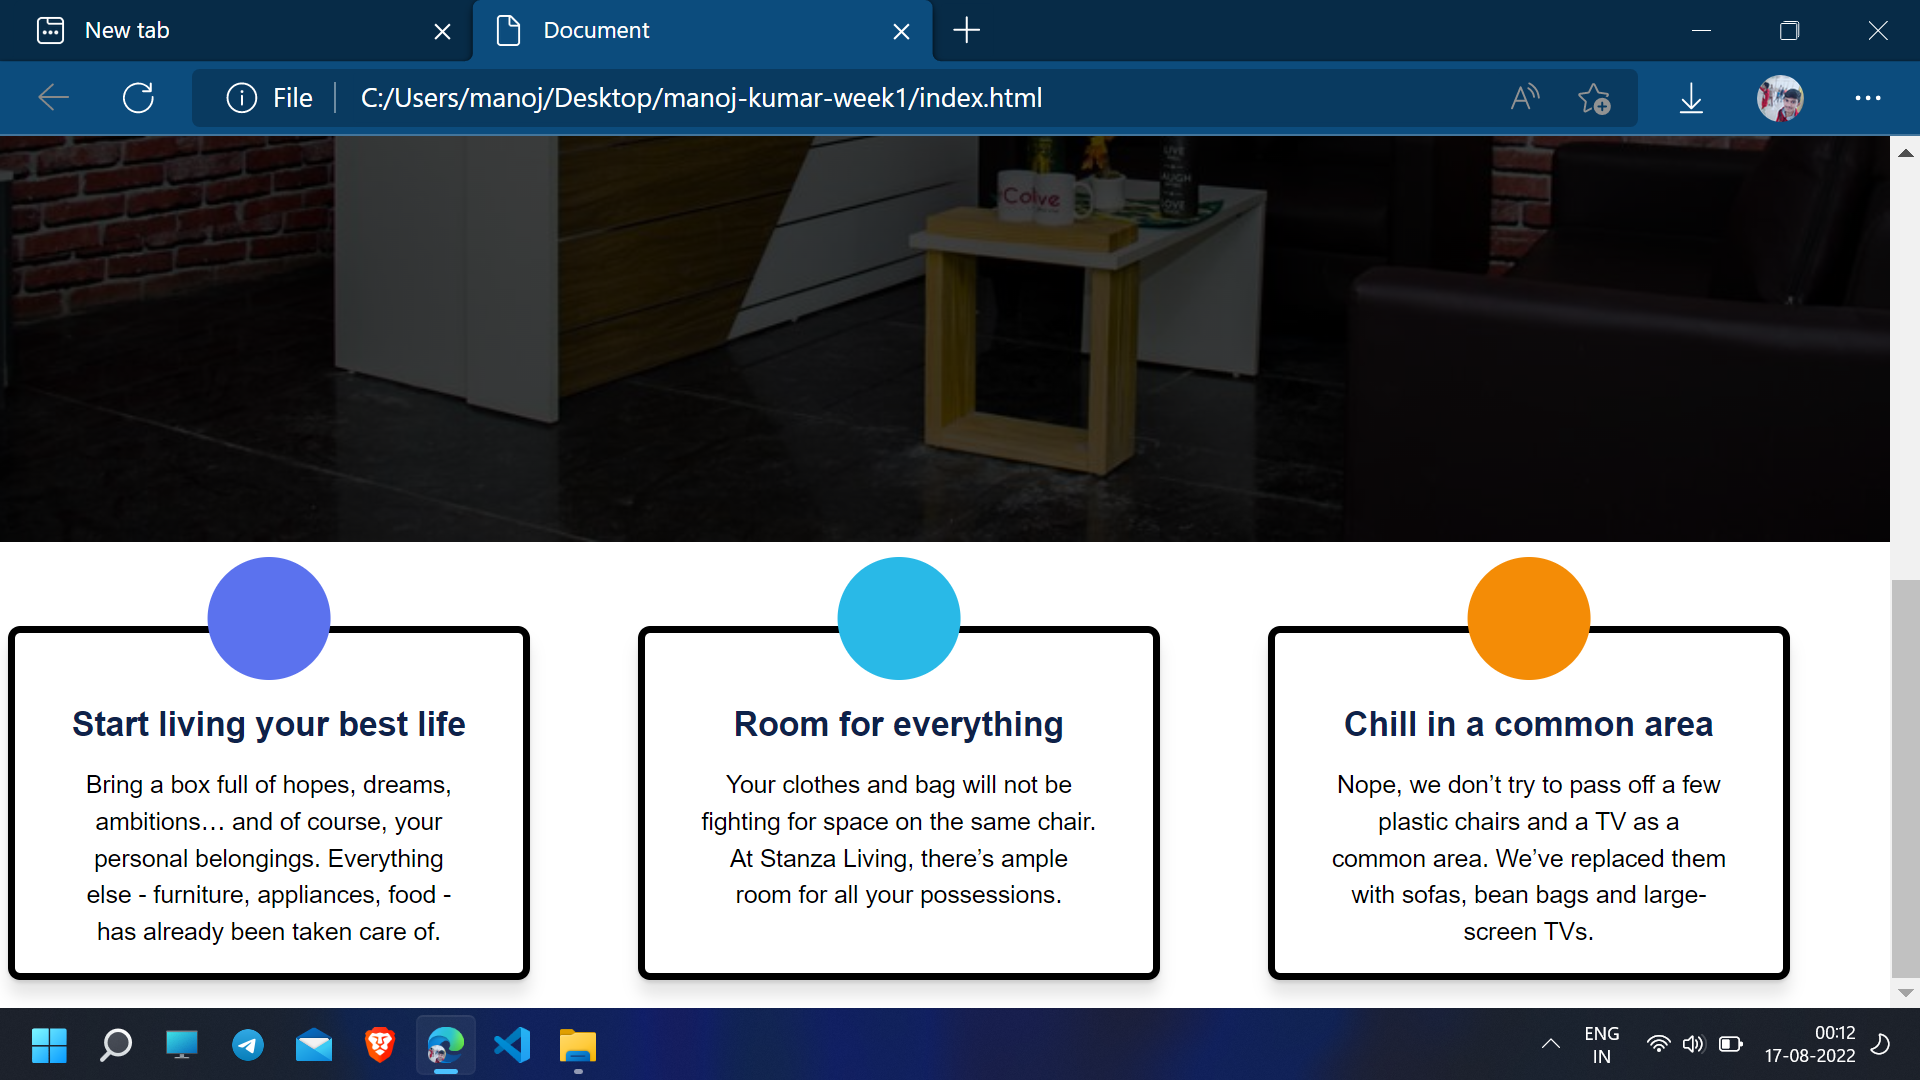 New tab
Document
File
C:/Users/manoj/Desktop/manoj-kumar-week1/index.html
LIVE
LAUGH
LOVE
Colive
Start living your best life
Bring a box full of hopes, dreams,
ambitions… and of course, your
personal belongings. Everything
else - furniture, appliances, food -
has already been taken care of.
Room for everything
Your clothes and bag will not be
fighting for space on the same chair.
At Stanza Living, there’s ample
room for all your possessions.
Chill in a common area
Nope, we don’t try to pass off a few
plastic chairs and a TV as a
common area. We’ve replaced them
with sofas, bean bags and large-
screen TVs.
ENG
IN
00:12
17-08-2022